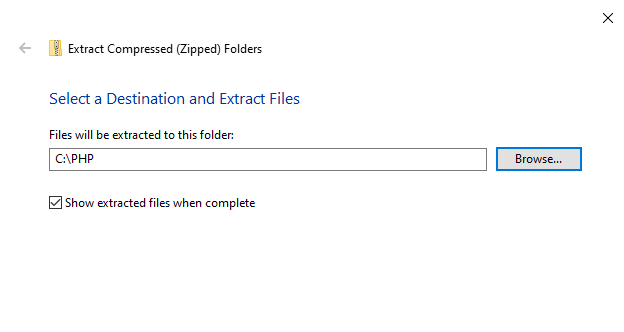 Extract Compressed (Zipped) Folders
Select a Destination and Extract Files
Files will be extracted to this folder:
C:\PHP
Browse...
Show extracted files when complete